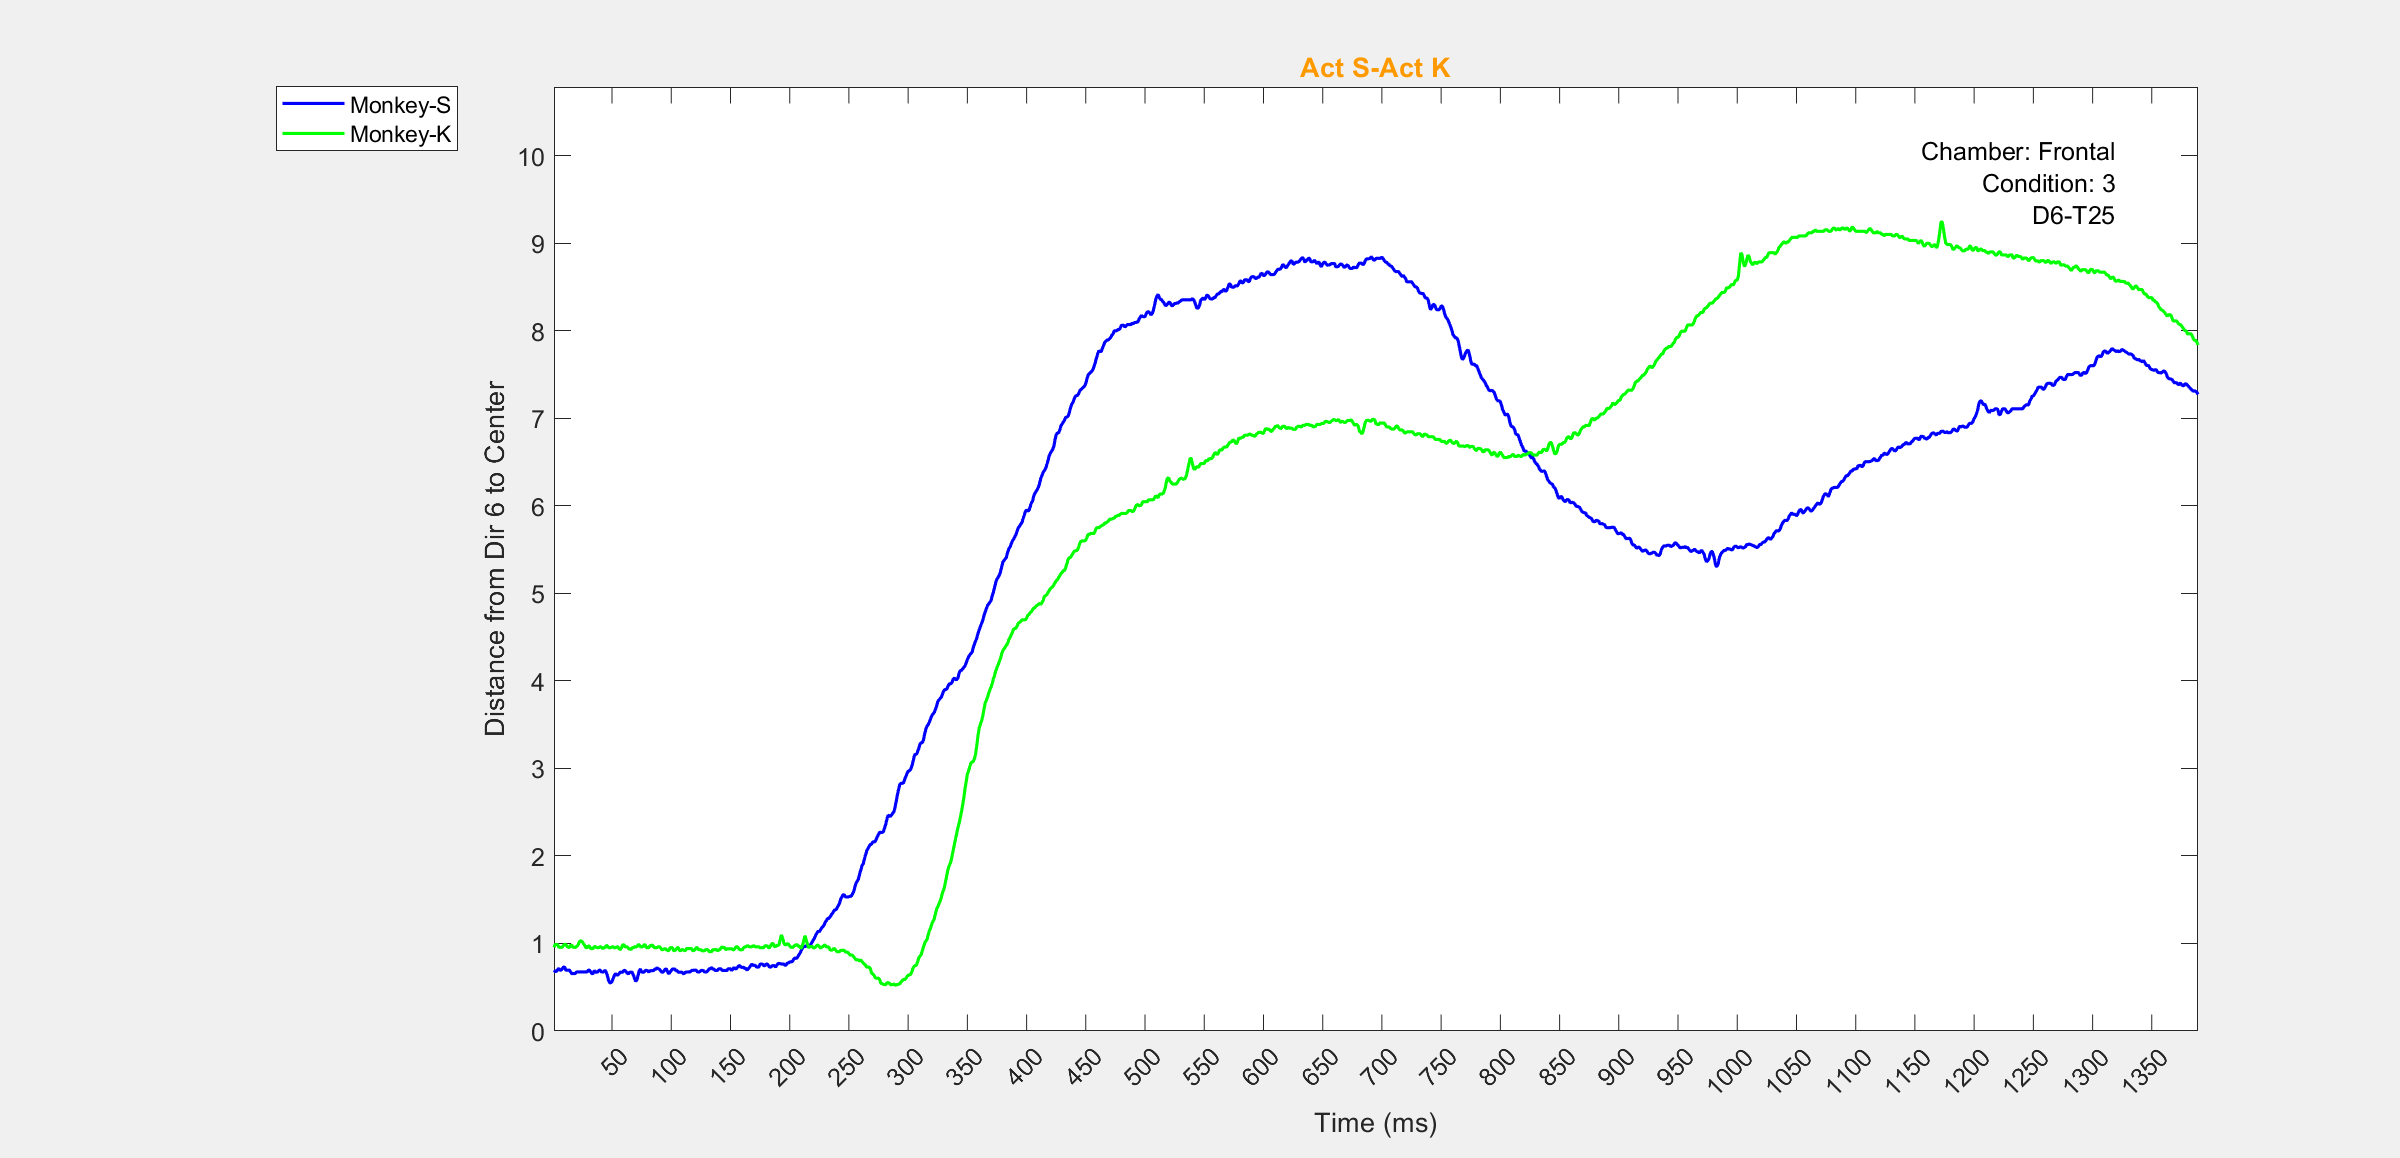 Act S-Act K
Monkey-S
Monkey-K
Chamber: Frontal
Condition: 3
D6-T25
Distance from Dir 6 to Center
10
9
8
7
6
5
4
3
2
1
0
50 100 150 200 250 300 350 400 450 500 550 600 650 700 750 800 850 900 950 1000 1050 1100 1150 1200 1250 1300 1350
Time (ms)